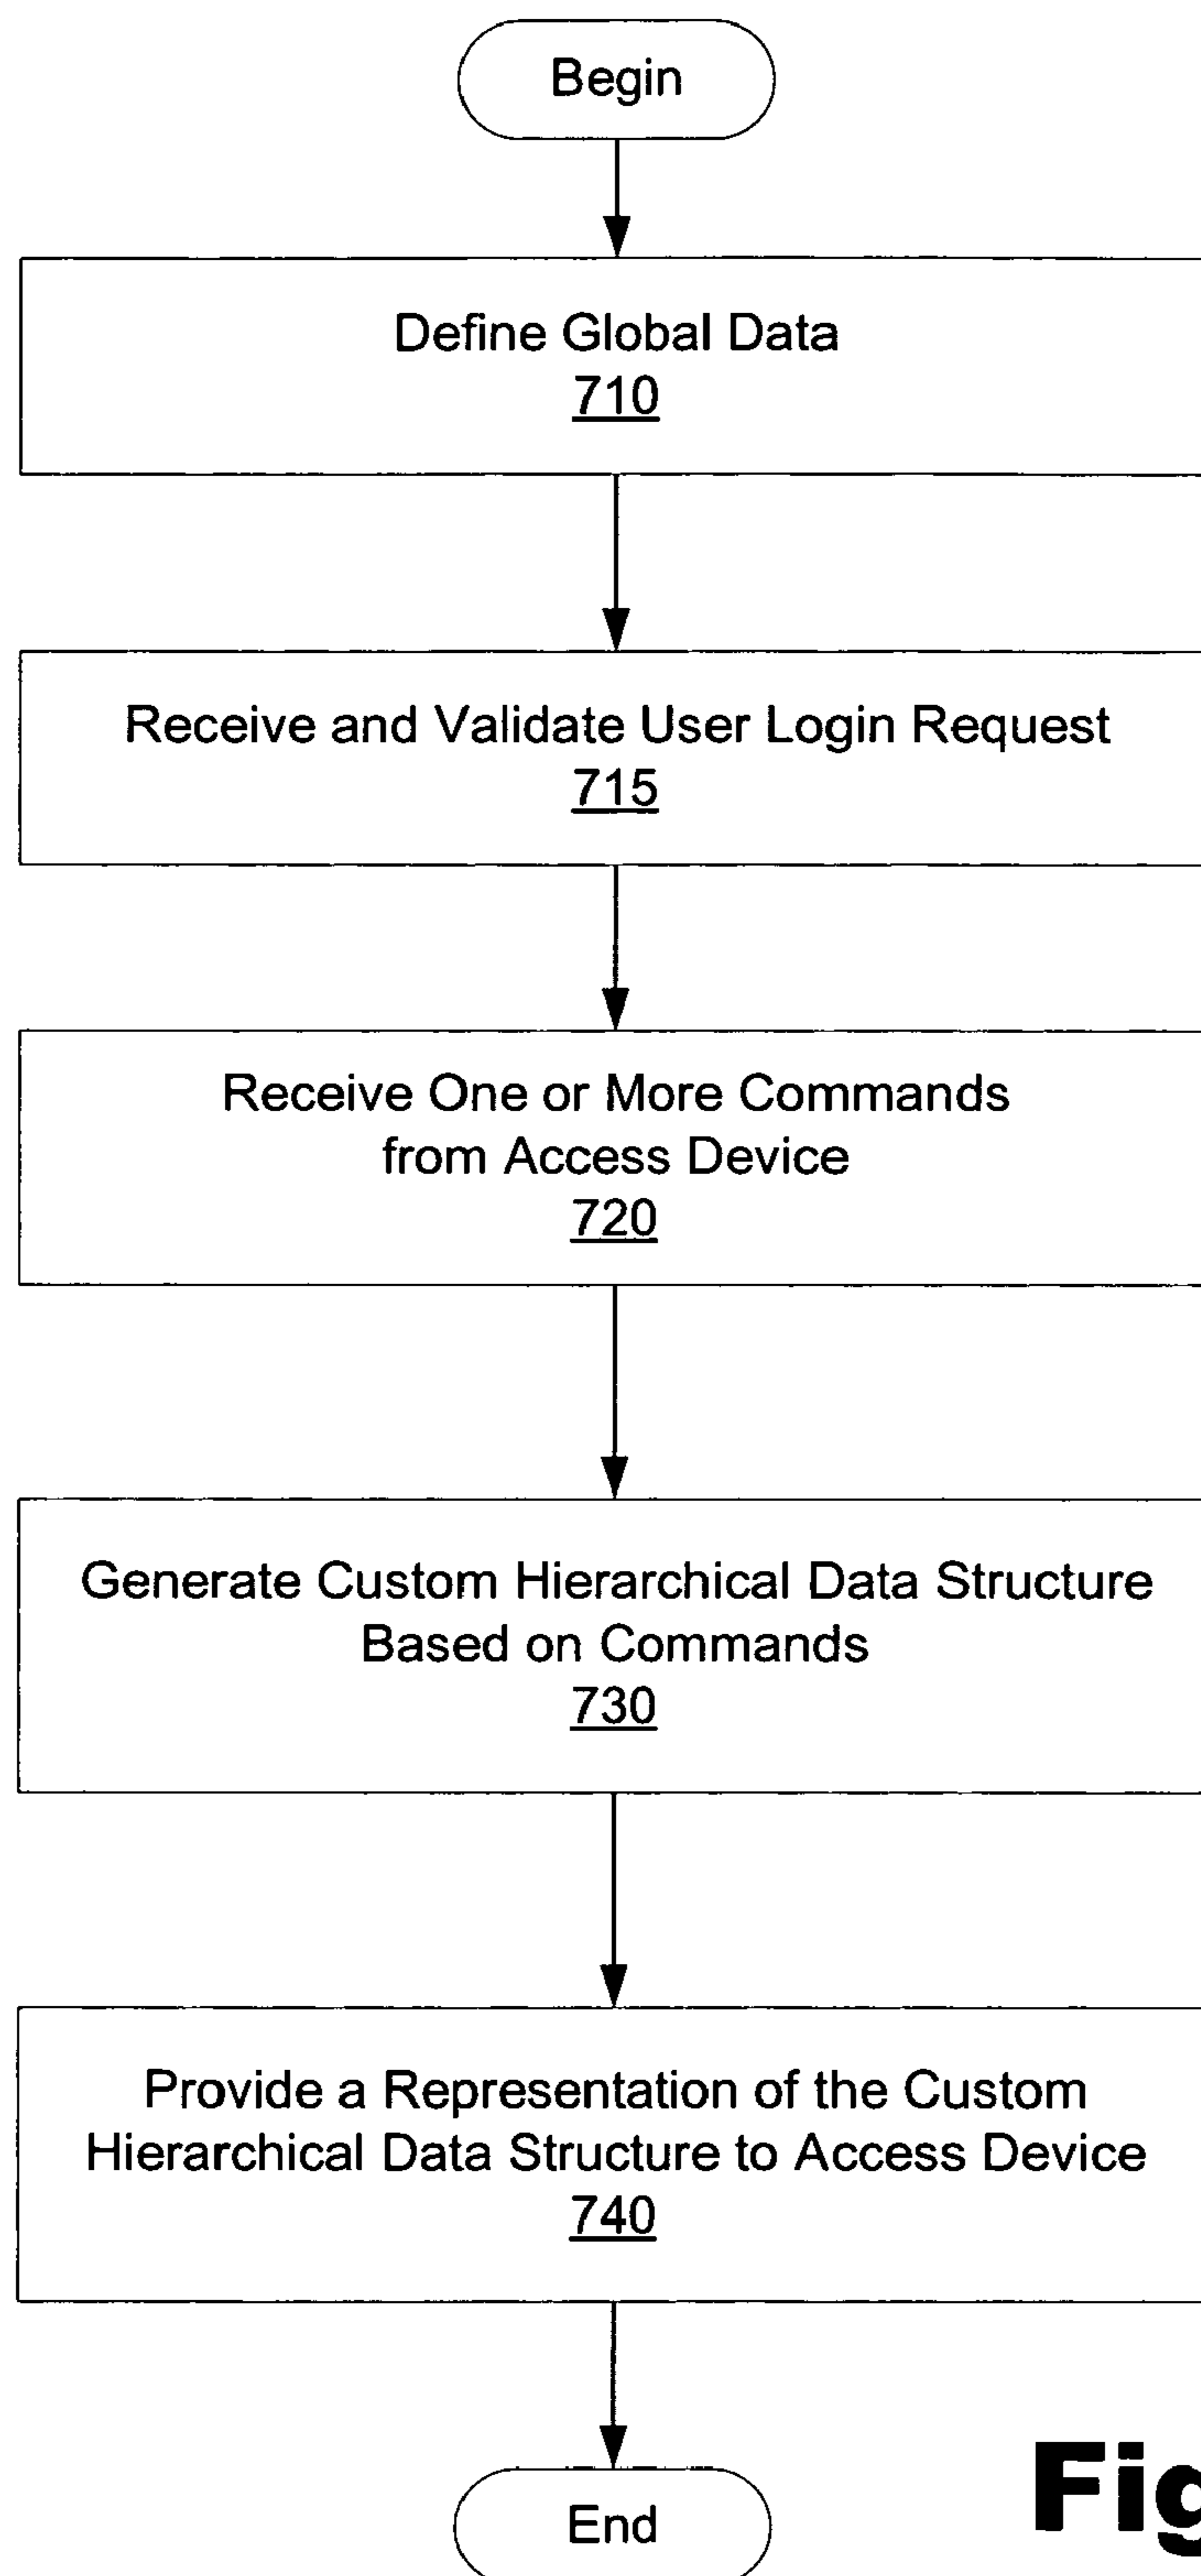 Begin
Define Global Data
710
Receive and Validate User Login Request
715
Receive One or More Commands
from Access Device
720
Generate Custom Hierarchical Data Structure
Based on Commands
730
Provide a Representation of the Custom
Hierarchical Data Structure to Access Device
740
End
Fig